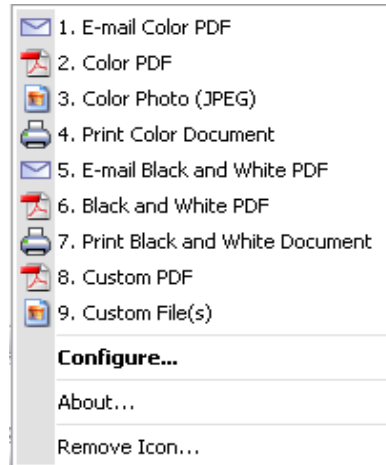 1. E-mail Color PDF
2. Color PDF
3. Color Photo (JPEG)
4. Print Color Document
5. E-mail Black and White PDF
6. Black and White PDF
7. Print Black and White Document
8. Custom PDF
9. Custom File(s)
Configure...
About...
Remove Icon...